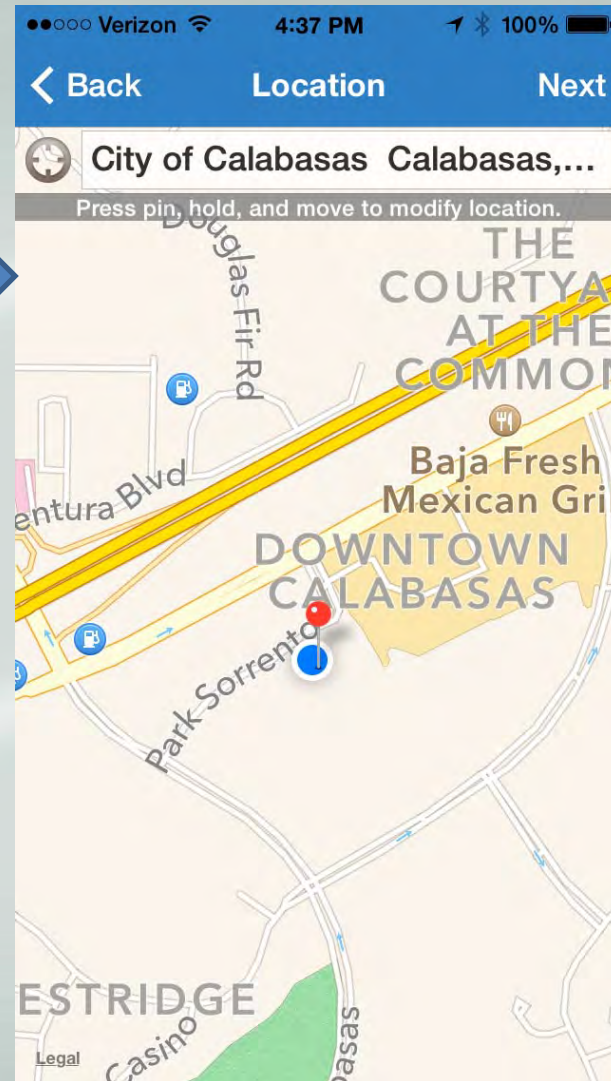 Verizon 4:37 PM 100%
Back Location Next
City of Calabasas Calabasas,...
Press pin, hold, and move to modify location.
Douglas Fir Rd
THE
COURTYA
AT THE
COMMON
Baja Fresh
Mexican Gri
entura Blvd
DOWNTOWN
CALABASAS
Park Sorrento
ESTRIDGE
Casino
abasas
Legal